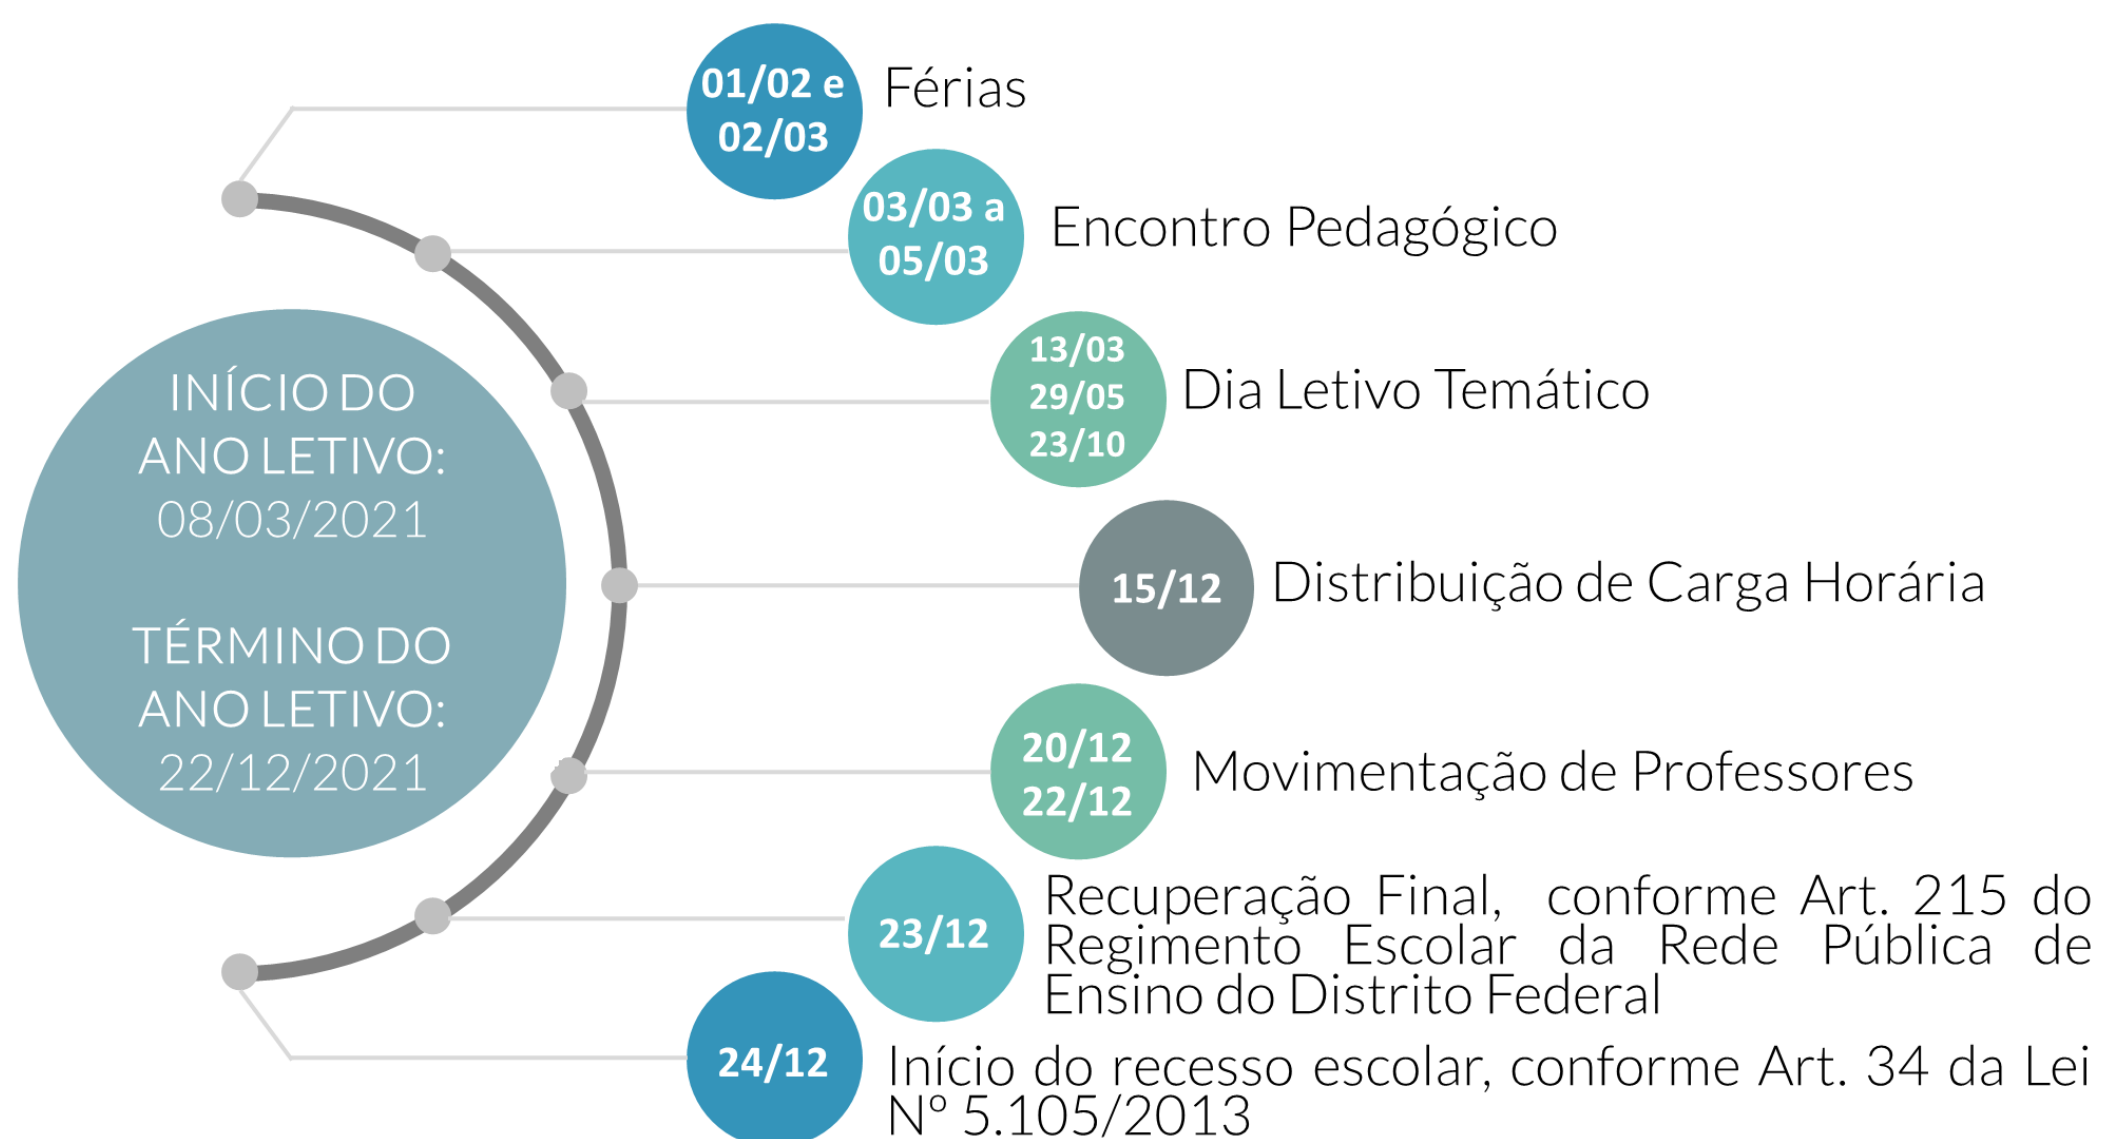 01/02 e
02/03
Férias
03/03 a
05/03
Encontro Pedagógico
13/03
29/05
23/10
Dia Letivo Temático
INÍCIO DO
ANO LETIVO:
08/03/2021
TÉRMINO DO
ANO LETIVO:
22/12/2021
15/12
Distribuição de Carga Horária
20/12
22/12
Movimentação de Professores
23/12
Recuperação Final, conforme Art. 215 do
Regimento Escolar da Rede Pública de
Ensino do Distrito Federal
24/12
Início do recesso escolar, conforme Art. 34 da Lei
Nº 5.105/2013